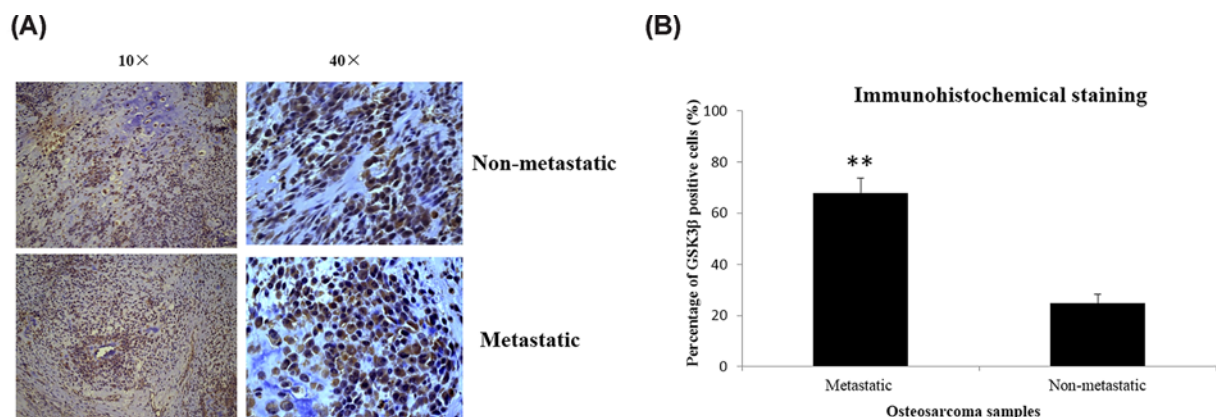 (A)
10×
40×
Non-metastatic
Metastatic
(B)
Immunohistochemical staining
Percentage of GSK3β positive cells (%)
100
80
60
40
20
0
**
Metastatic
Non-metastatic
Osteosarcoma samples